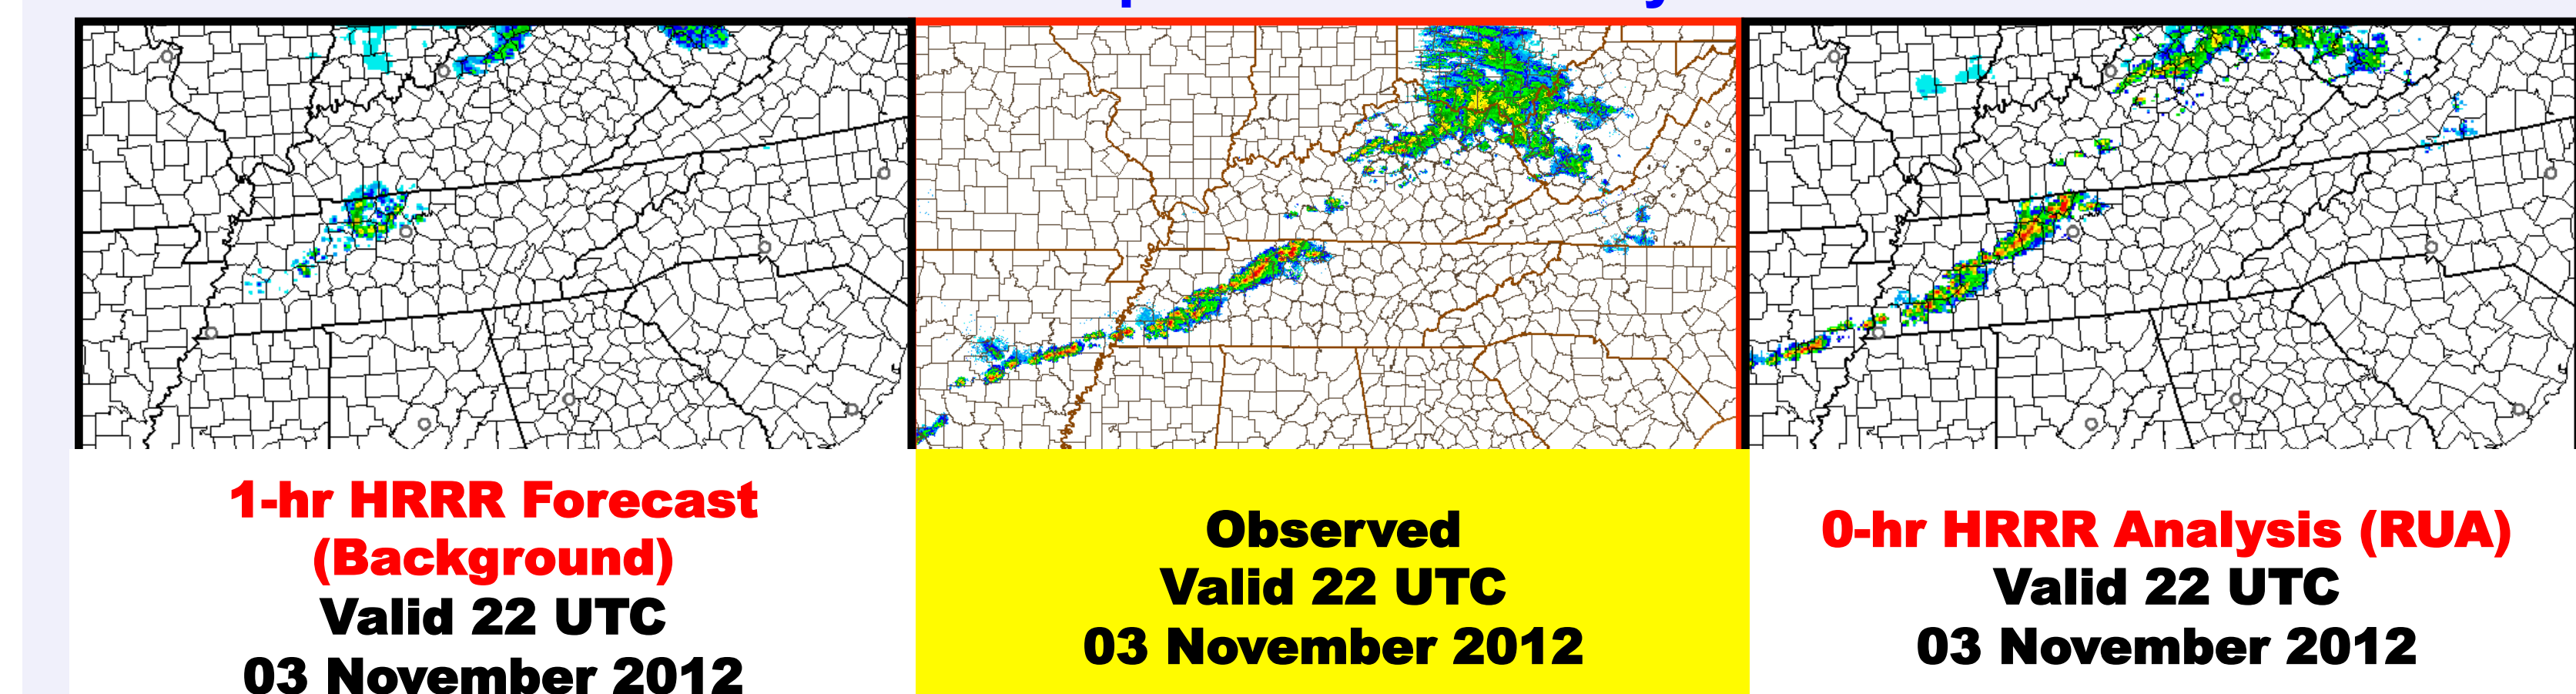 1-hr HRRR Forecast
(Background)
Valid 22 UTC
03 November 2012
Observed
Valid 22 UTC
03 November 2012
0-hr HRRR Analysis (RUA)
Valid 22 UTC
03 November 2012